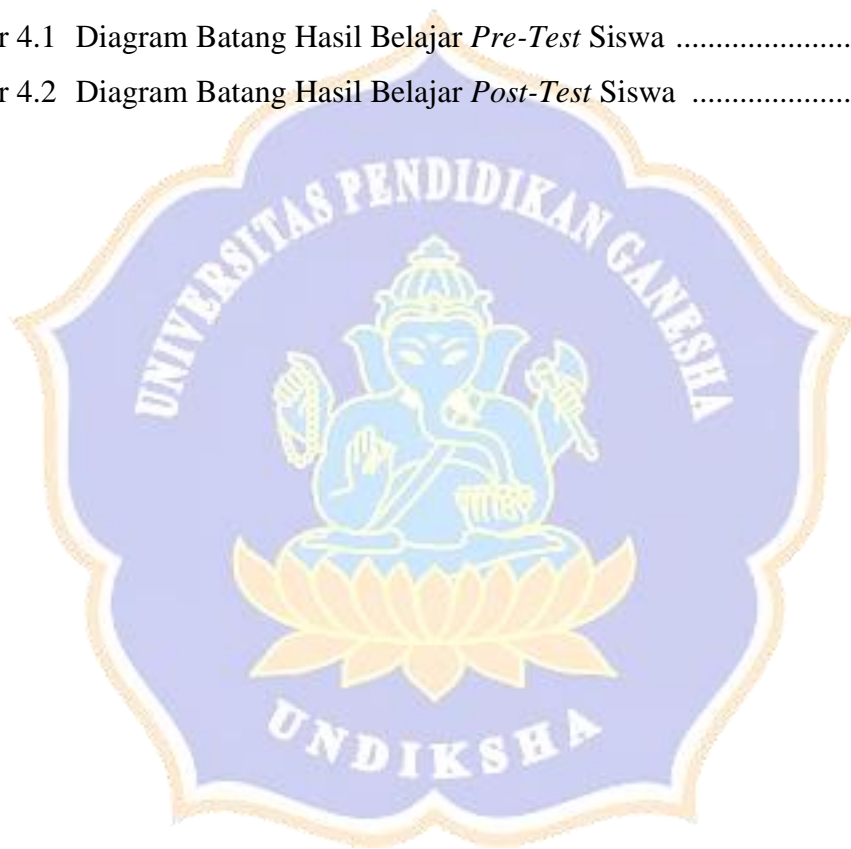 r 4.1 Diagram Batang Hasil Belajar Pre-Test Siswa ......................
r 4.2 Diagram Batang Hasil Belajar Post-Test Siswa ....................
UNIVERSITAS PENDIDIKAN GANESHA
UNDIKSHA